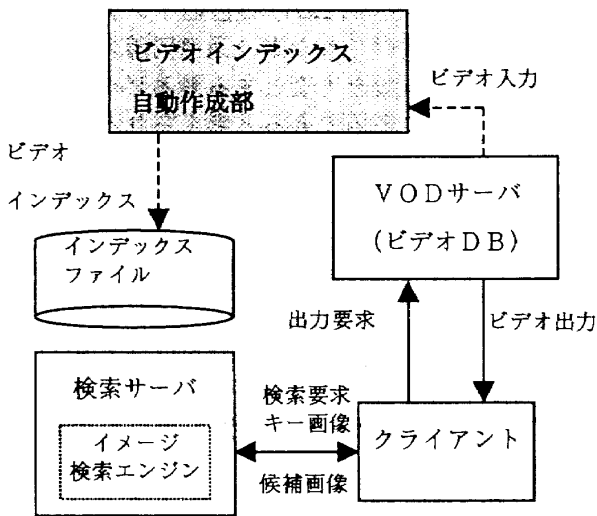 ビデオインデックス
自動作成部
ビデオ入力
ビデオ
インデックス
VODサーバ
(ビデオDB)
インデックス
ファイル
出力要求
ビデオ出力
検索サーバ
イメージ
検索エンジン
検索要求
キー画像
候補画像
クライアント